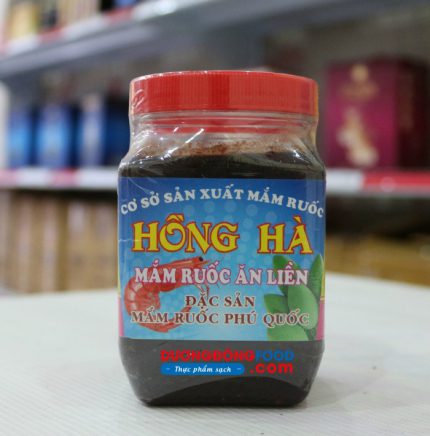 CƠ SỞ SẢN XUẤT MẮM RUỐC
HỒNG HÀ
MẮM RUỐC ĂN LIỀN
ĐẶC SẢN
MẮM RUỐC PHÚ QUỐC
DUONGDONGFOOD
.com
- Thực phẩm sạch -